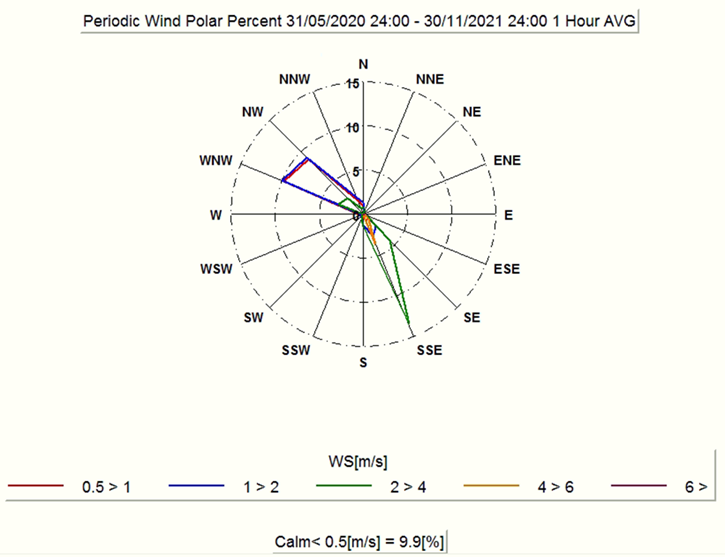 Periodic Wind Polar Percent 31/05/2020 24:00 - 30/11/2021 24:00 1 Hour AVG
N
NNW NNE
15
NW NE
10
WNW ENE
5
W 0 E
WSW ESE
SW SE
SSW SSE
S
WS[m/s]
0.5 > 1 1 > 2 2 > 4 4 > 6 6 >
Calm< 0.5[m/s] = 9.9[%]